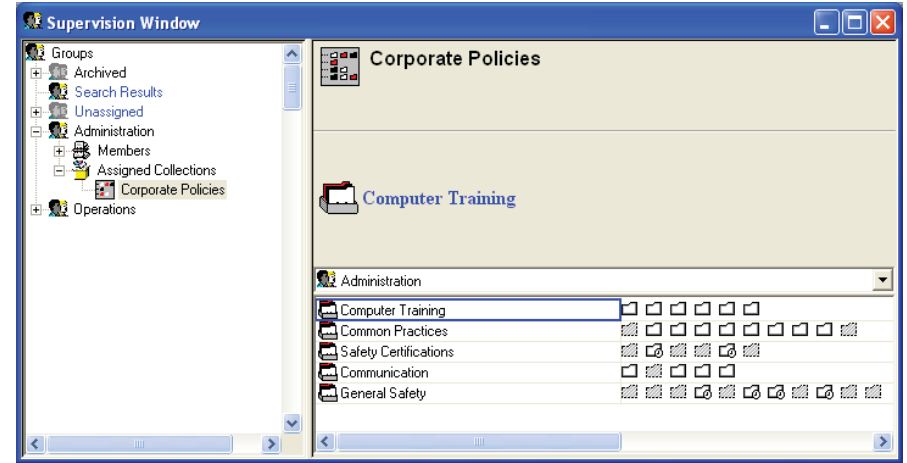 Supervision Window
Groups
Archived
Search Results
Unassigned
Administration
Members
Assigned Collections
Corporate Policies
Operations
Corporate Policies
Computer Training
Administration
Computer Training
Common Practices
Safety Certifications
Communication
General Safety